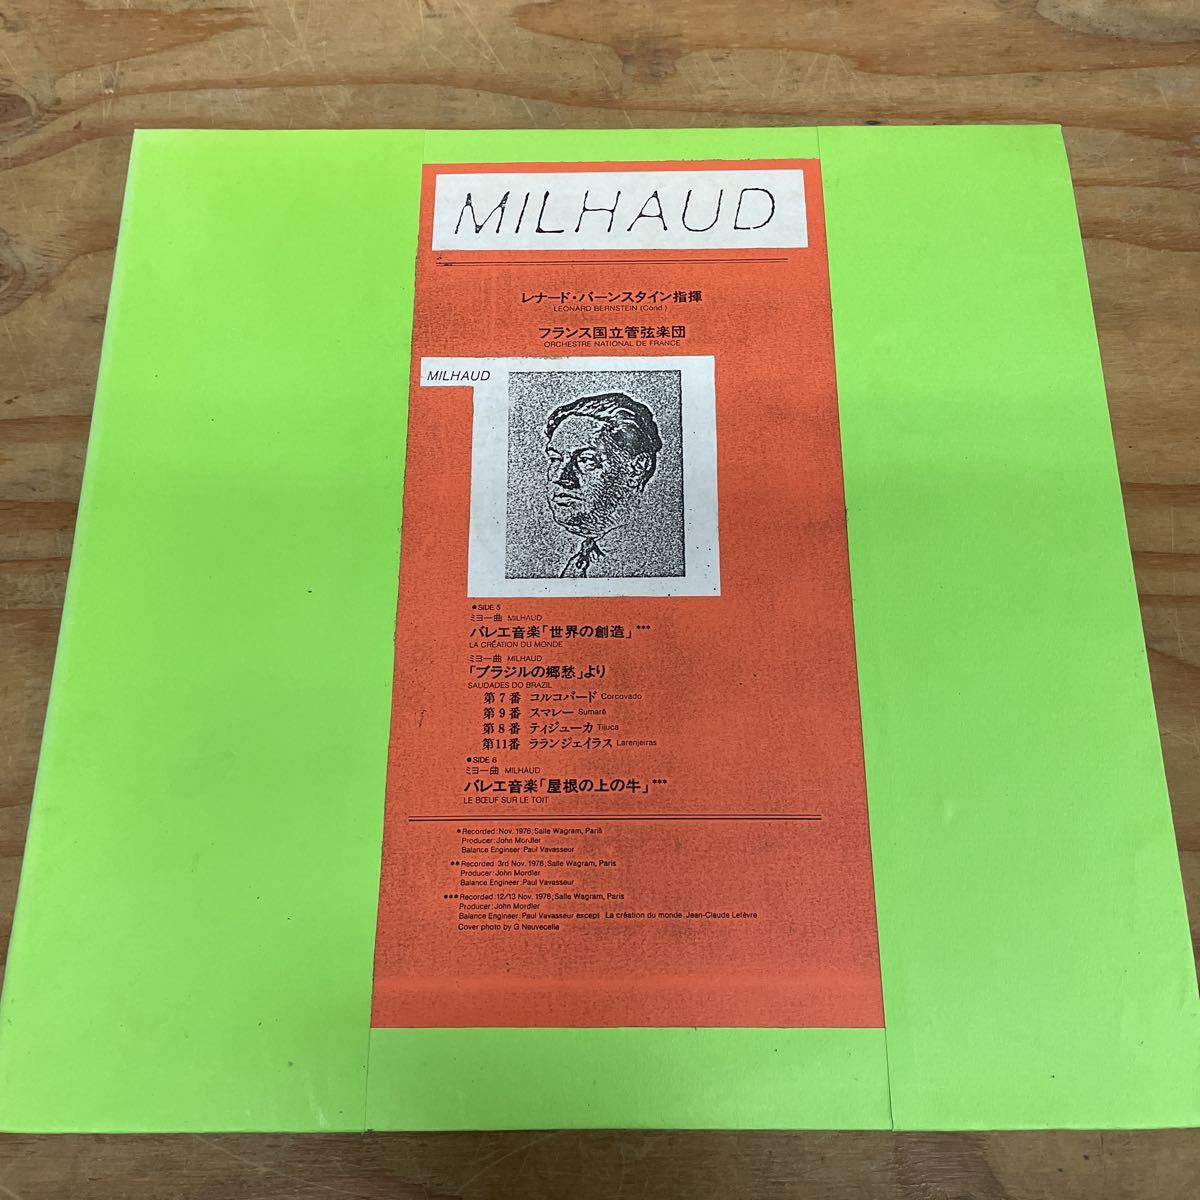 MILHAUD
レナード・バーンスタイン指揮
LEONARD BERNSTEIN (Cond.)
フランス国立管弦楽団
ORCHESTRE NATIONAL DE FRANCE
MILHAUD
●SIDE 5
ミヨー曲 MILHAUD
バレエ音楽「世界の創造」***
LA CRÉATION DU MONDE
ミヨー曲 MILHAUD
「ブラジルの郷愁」より
SAUDADES DO BRAZIL
第7番 コルコバード Corcovado
第9番 スマレー Sumaré
第8番 ティジューカ Tijuca
第11番 ラランジェイラス Larenjeiras
●SIDE 6
ミヨー曲 MILHAUD
バレエ音楽「屋根の上の牛」***
LE BŒUF SUR LE TOIT
*Recorded: Nov. 1976; Salle Wagram, Paris
Producer: John Mordler
Balance Engineer: Paul Vavasseur
**Recorded 3rd Nov. 1976; Salle Wagram, Paris
Producer: John Mordler
Balance Engineer: Paul Vavasseur
***Recorded: 12/13 Nov. 1976; Salle Wagram, Paris
Producer: John Mordler
Balance Engineer: Paul Vavasseur except La création du monde: Jean-Claude Lefèvre
Cover photo by G Neuvecelle